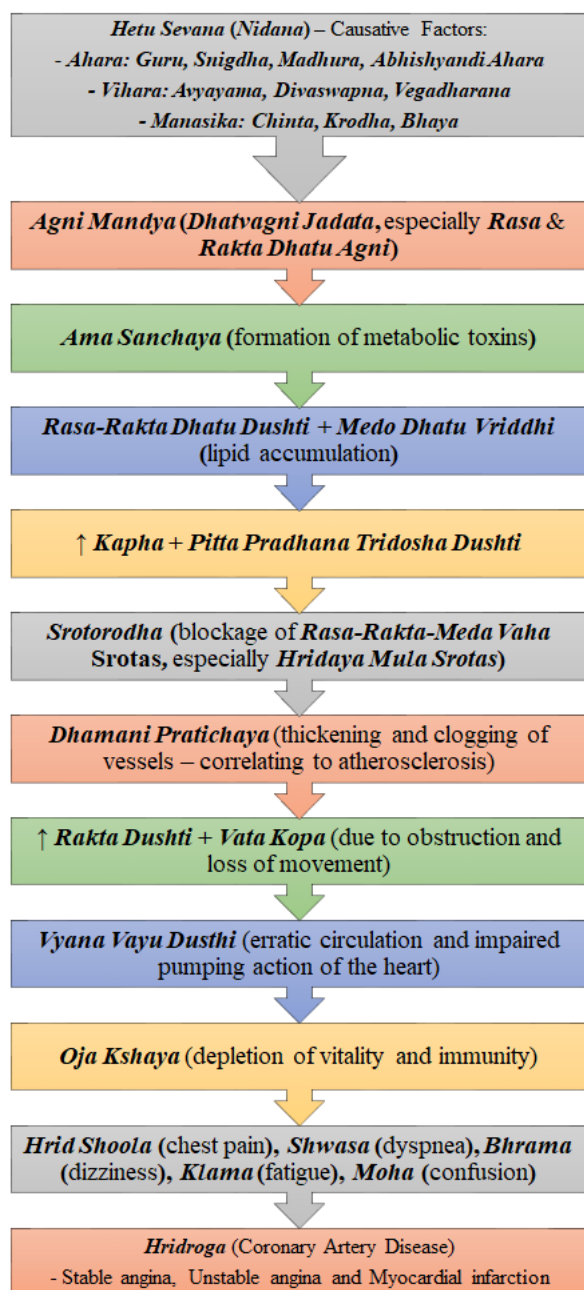 Hetu Sevana (Nidana) – Causative Factors:
- Ahara: Guru, Snigdha, Madhura, Abhishyandi Ahara
- Vihara: Avyayama, Divaswapna, Vegadharana
- Manasika: Chinta, Krodha, Bhaya
Agni Mandya (Dhatvagni Jadata, especially Rasa &
Rakta Dhatu Agni)
Ama Sanchaya (formation of metabolic toxins)
Rasa-Rakta Dhatu Dushti + Medo Dhatu Vriddhi
(lipid accumulation)
↑ Kapha + Pitta Pradhana Tridosha Dushti
Srotorodha (blockage of Rasa-Rakta-Meda Vaha
Srotas, especially Hridaya Mula Srotas)
Dhamani Pratichaya (thickening and clogging of
vessels – correlating to atherosclerosis)
↑ Rakta Dushti + Vata Kopa (due to obstruction and
loss of movement)
Vyana Vayu Dusthi (erratic circulation and impaired
pumping action of the heart)
Oja Kshaya (depletion of vitality and immunity)
Hrid Shoola (chest pain), Shwasa (dyspnea), Bhrama
(dizziness), Klama (fatigue), Moha (confusion)
Hridroga (Coronary Artery Disease)
- Stable angina, Unstable angina and Myocardial infarction